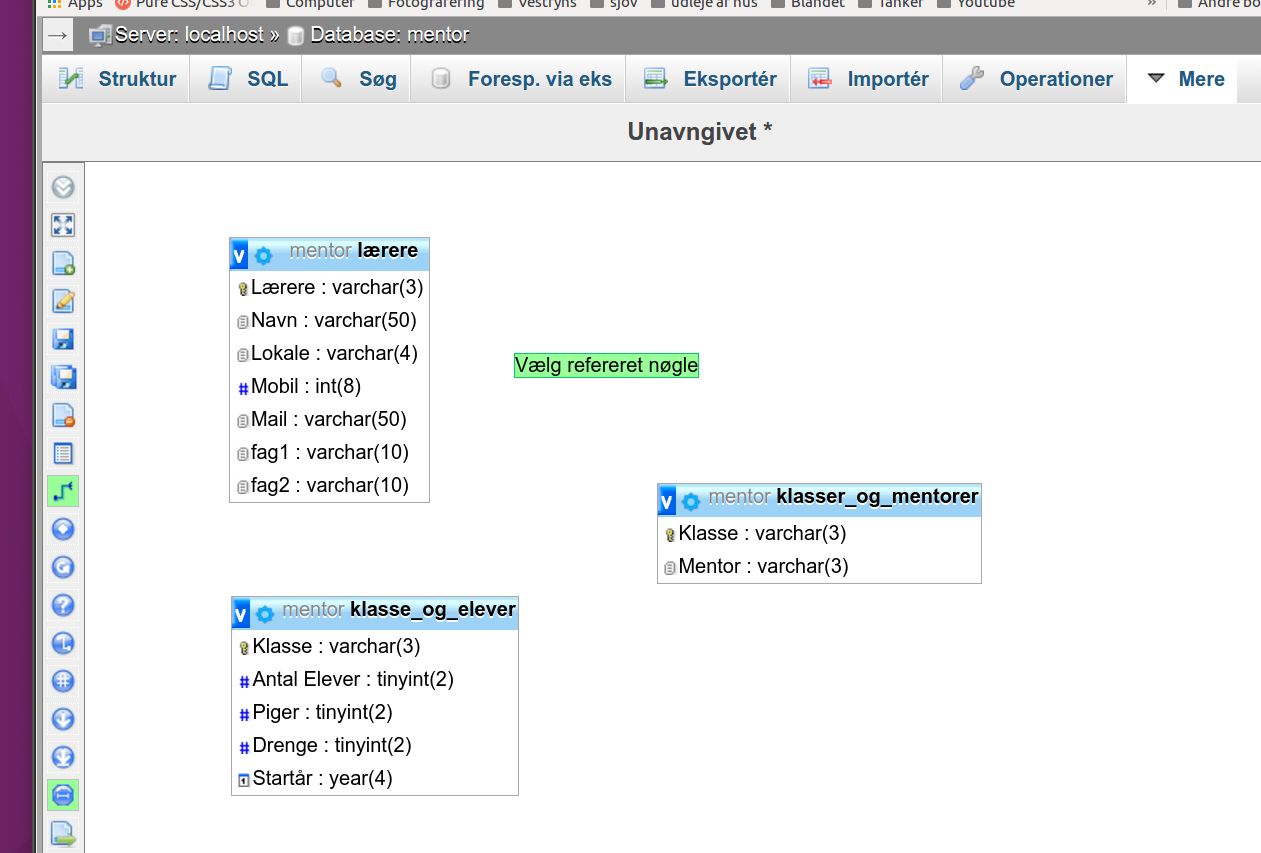 Apps Pure CSS/CSS3 Computer Fotografering Vestfyns sjov udleje af hus Blandet Tanker Youtube » Andre bo
→ Server: localhost » Database: mentor
Struktur SQL Søg Foresp. via eks Eksportér Importér Operationer Mere
Unavngivet *
v mentor lærere
Lærere : varchar(3)
Navn : varchar(50)
Lokale : varchar(4)
# Mobil : int(8)
Mail : varchar(50)
fag1 : varchar(10)
fag2 : varchar(10)
Vælg refereret nøgle
v mentor klasser_og_mentorer
Klasse : varchar(3)
Mentor : varchar(3)
v mentor klasse_og_elever
Klasse : varchar(3)
# Antal Elever : tinyint(2)
# Piger : tinyint(2)
# Drenge : tinyint(2)
Startår : year(4)